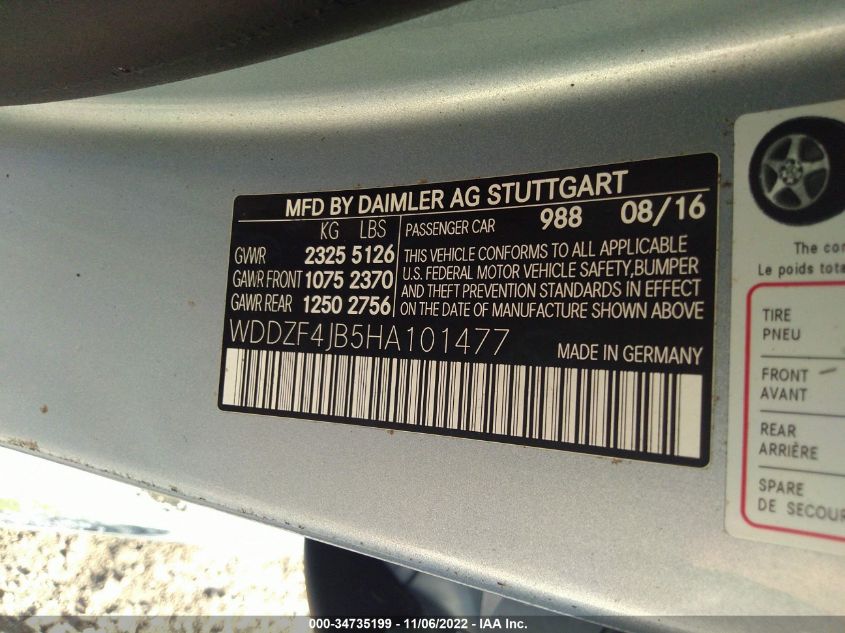 MFD BY DAIMLER AG STUTTGART
KG LBS
GVWR 2325 5126
GAWR FRONT 1075 2370
GAWR REAR 1250 2756
PASSENGER CAR 988 08/16
THIS VEHICLE CONFORMS TO ALL APPLICABLE
U.S. FEDERAL MOTOR VEHICLE SAFETY,BUMPER
AND THEFT PREVENTION STANDARDS IN EFFECT
ON THE DATE OF MANUFACTURE SHOWN ABOVE
WDDZF4JB5HA101477
MADE IN GERMANY
The
Le poids
TIRE
PNEU
FRONT
AVANT
REAR
ARRIÈRE
SPARE
DE
000-34735199 - 11/06/2022 - IAA Inc.